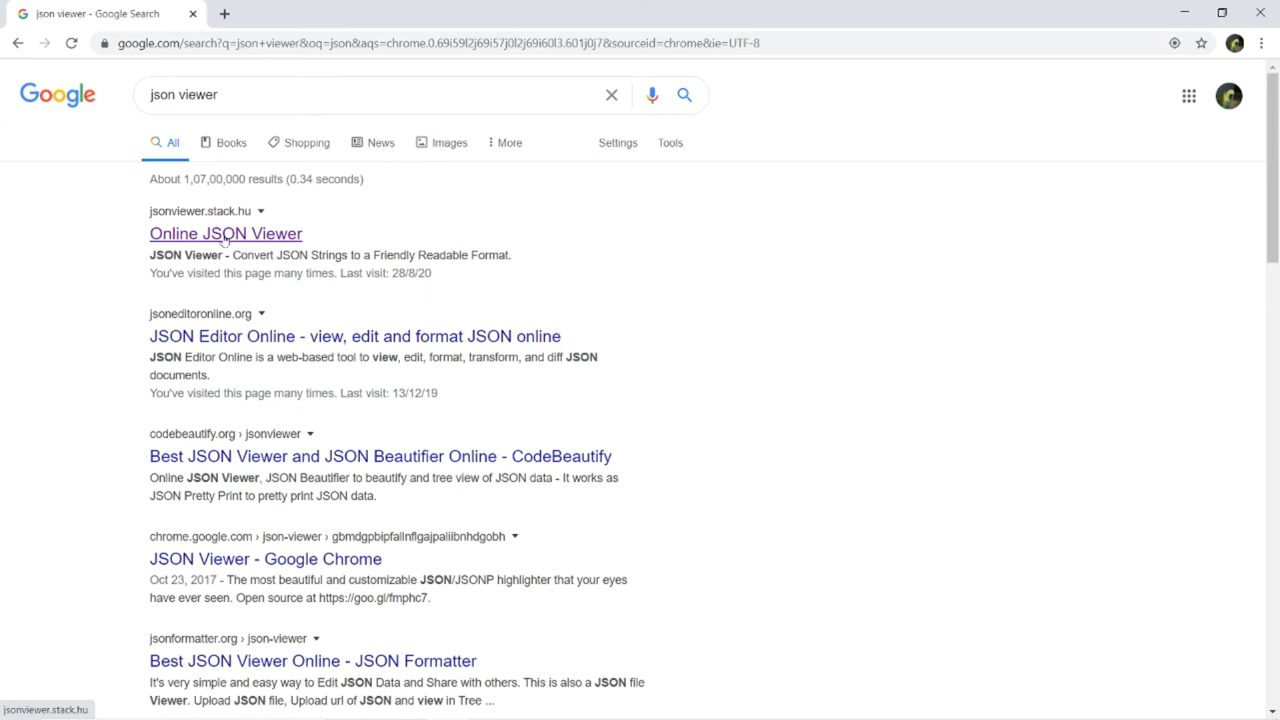 json viewer - Google Search
google.com/search?q=json+viewer&oq=json&aqs=chrome.0.69i59l2j69i57j0l2j69i60l3.601j0j7&sourceid=chrome&ie=UTF-8
Google
json viewer
All Books Shopping News Images More Settings Tools
About 1,07,00,000 results (0.34 seconds)
jsonviewer.stack.hu
Online JSON Viewer
JSON Viewer - Convert JSON Strings to a Friendly Readable Format.
You've visited this page many times. Last visit: 28/8/20
jsoneditoronline.org
JSON Editor Online - view, edit and format JSON online
JSON Editor Online is a web-based tool to view, edit, format, transform, and diff JSON
documents.
You've visited this page many times. Last visit: 13/12/19
codebeautify.org › jsonviewer
Best JSON Viewer and JSON Beautifier Online - CodeBeautify
Online JSON Viewer, JSON Beautifier to beautify and tree view of JSON data - It works as
JSON Pretty Print to pretty print JSON data.
chrome.google.com › json-viewer › gbmdgpbipfallnflgajpaliibnhdgobh
JSON Viewer - Google Chrome
Oct 23, 2017 - The most beautiful and customizable JSON/JSONP highlighter that your eyes
have ever seen. Open source at https://goo.gl/fmphc7.
jsonformatter.org › json-viewer
Best JSON Viewer Online - JSON Formatter
It's very simple and easy way to Edit JSON Data and Share with others. This is also a JSON file
Viewer. Upload JSON file, Upload url of JSON and view in Tree ...
jsonviewer.stack.hu